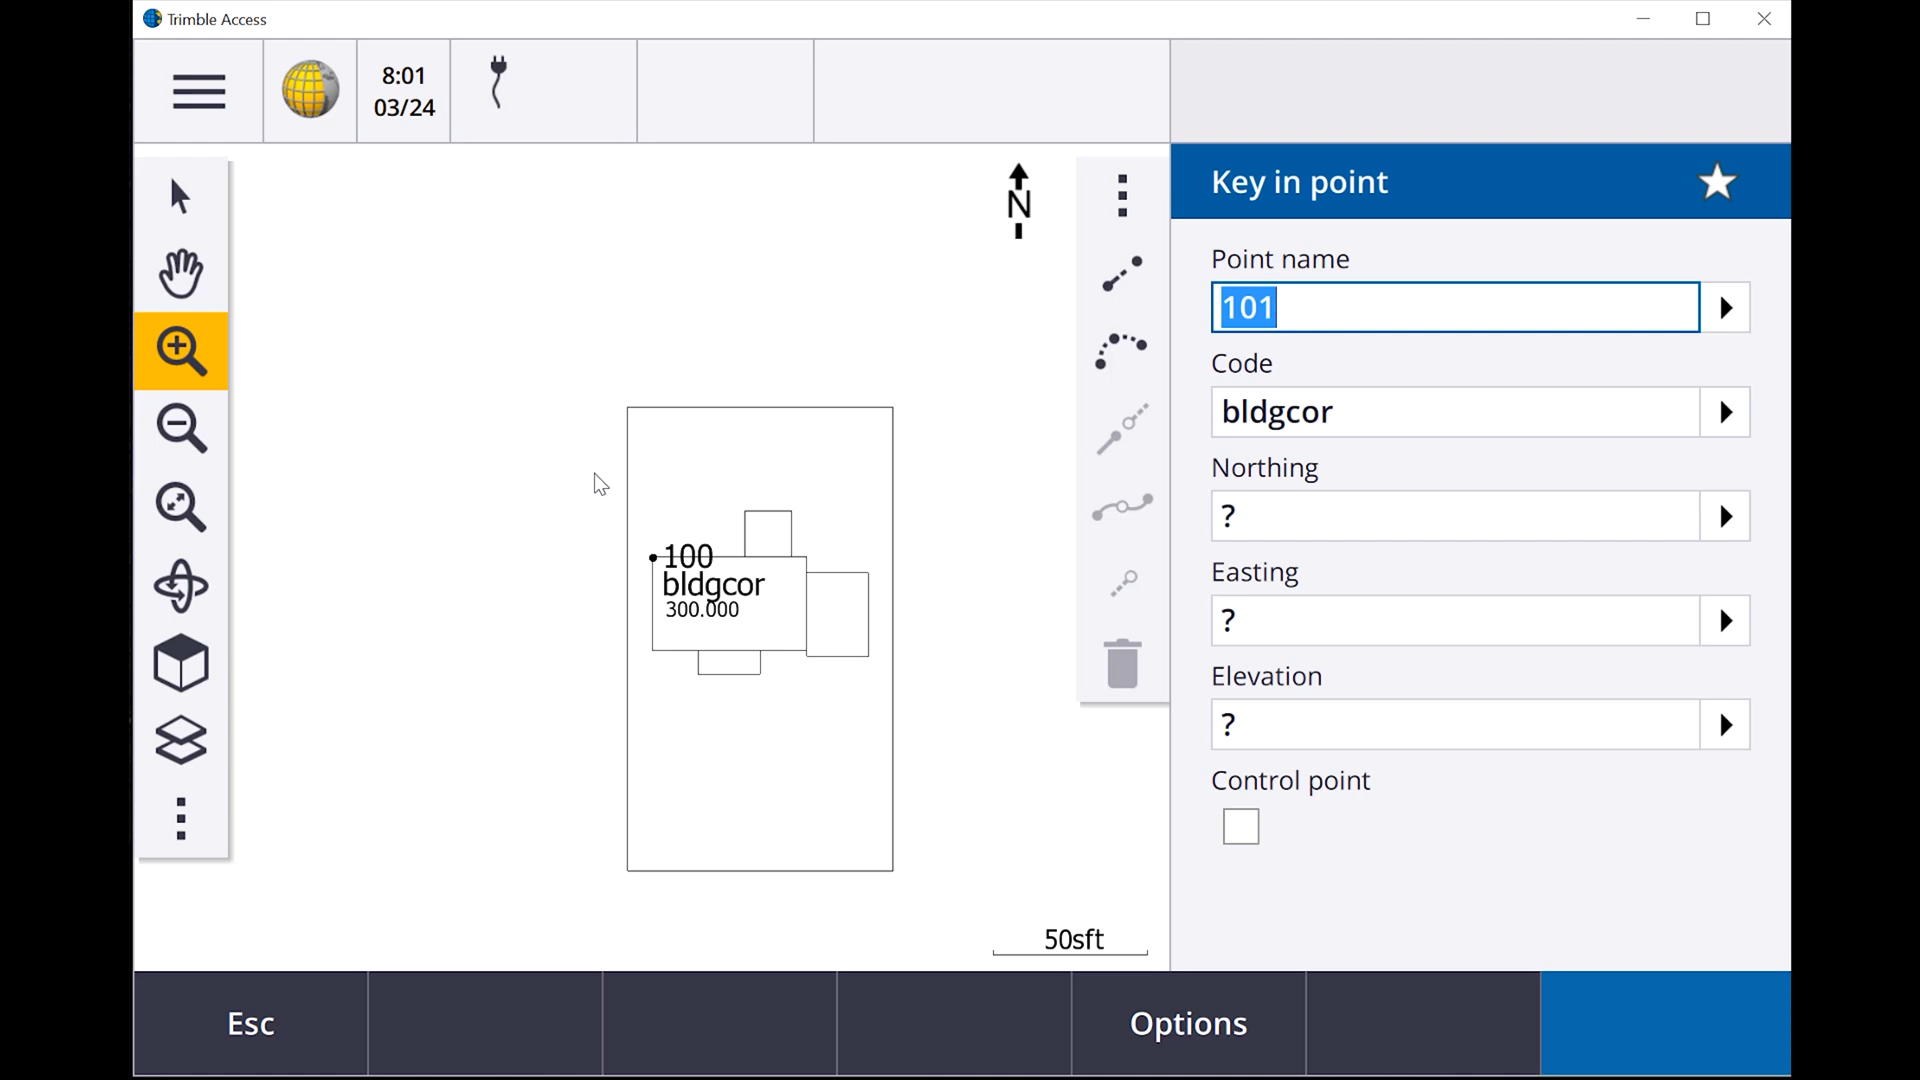 Trimble Access
8:01
03/24
N
100
bldgcor
300.000
50sft
Key in point
Point name
101
Code
bldgcor
Northing
?
Easting
?
Elevation
?
Control point
Esc
Options